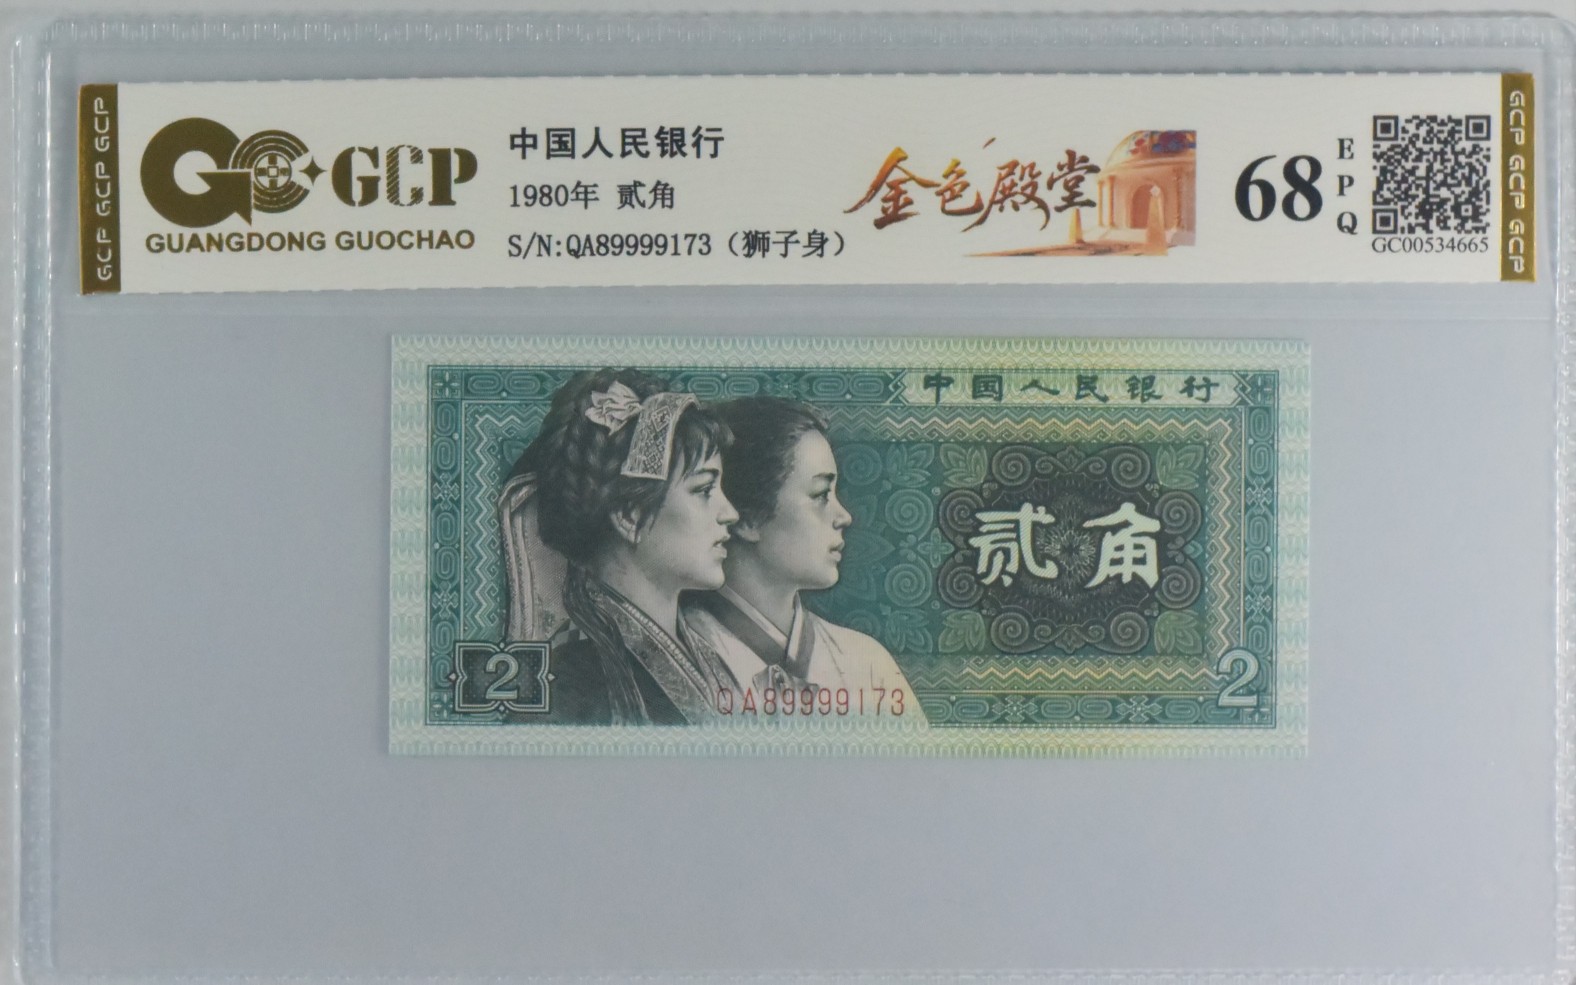 GCP
GUANGDONG GUOCHAO
中国人民银行
1980年 贰角
S/N:QA89999173（狮子身）
金色殿堂
68
EPQ
GC00534665
GCP GCP GCP
GCP GCP GCP
中国人民银行
贰角
2
2
QA89999173